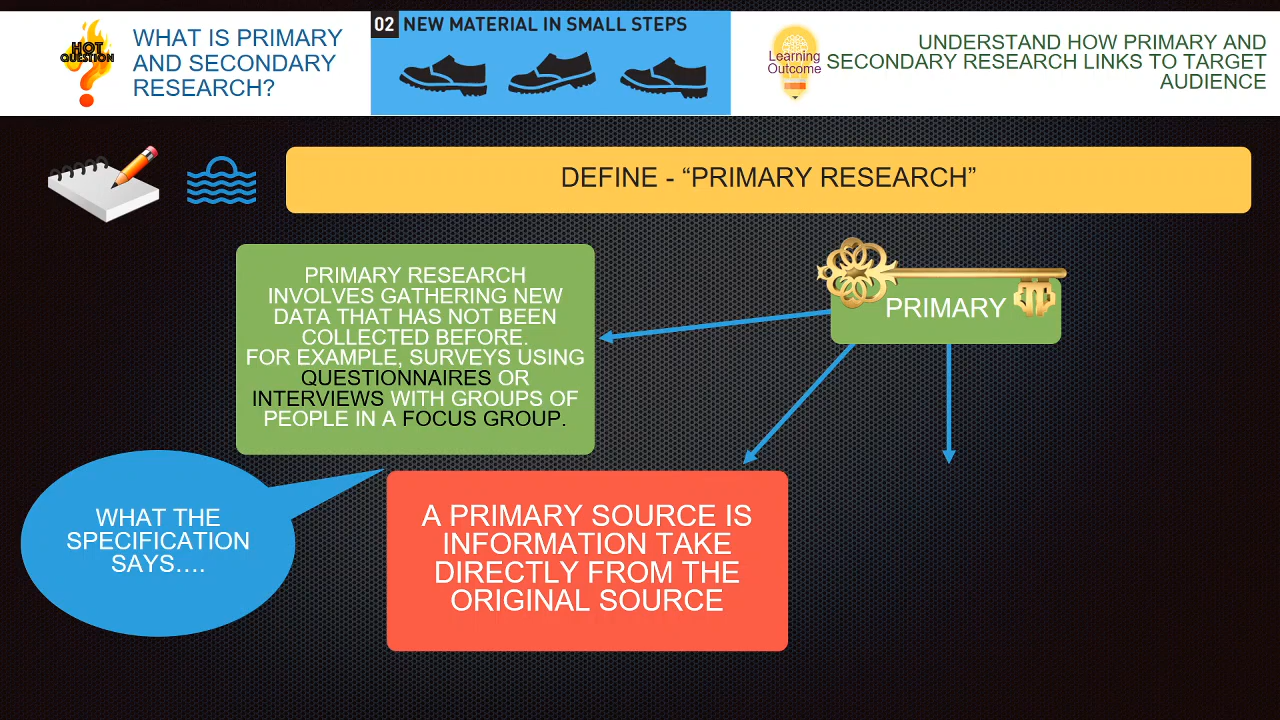 HOT
QUESTION
WHAT IS PRIMARY
AND SECONDARY
RESEARCH?
02 NEW MATERIAL IN SMALL STEPS
Learning
Outcome
UNDERSTAND HOW PRIMARY AND
SECONDARY RESEARCH LINKS TO TARGET
AUDIENCE
DEFINE - “PRIMARY RESEARCH”
PRIMARY RESEARCH
INVOLVES GATHERING NEW
DATA THAT HAS NOT BEEN
COLLECTED BEFORE.
FOR EXAMPLE, SURVEYS USING
QUESTIONNAIRES OR
INTERVIEWS WITH GROUPS OF
PEOPLE IN A FOCUS GROUP.
PRIMARY
WHAT THE
SPECIFICATION
SAYS….
A PRIMARY SOURCE IS
INFORMATION TAKE
DIRECTLY FROM THE
ORIGINAL SOURCE